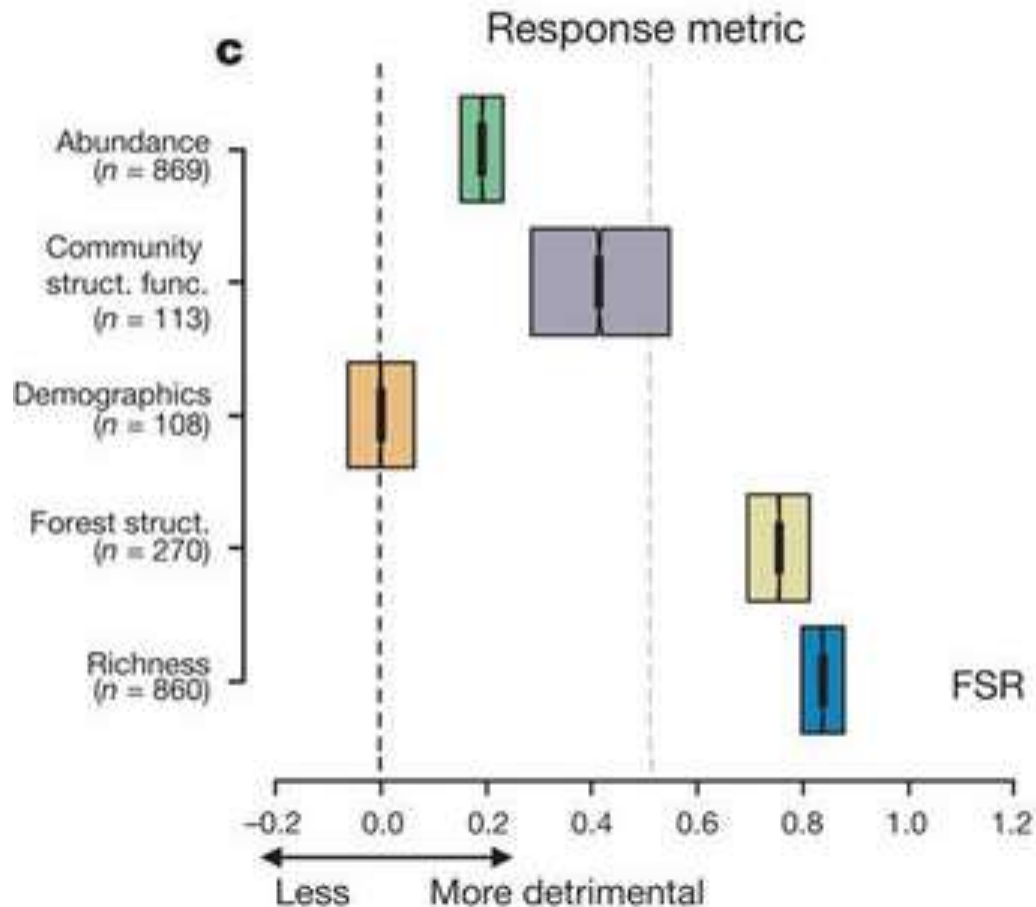 c
Response metric
Abundance
(n = 869)
Community
struct. func.
(n = 113)
Demographics
(n = 108)
Forest struct.
(n = 270)
Richness
(n = 860)
FSR
−0.2 0.0 0.2 0.4 0.6 0.8 1.0 1.2
Less More detrimental